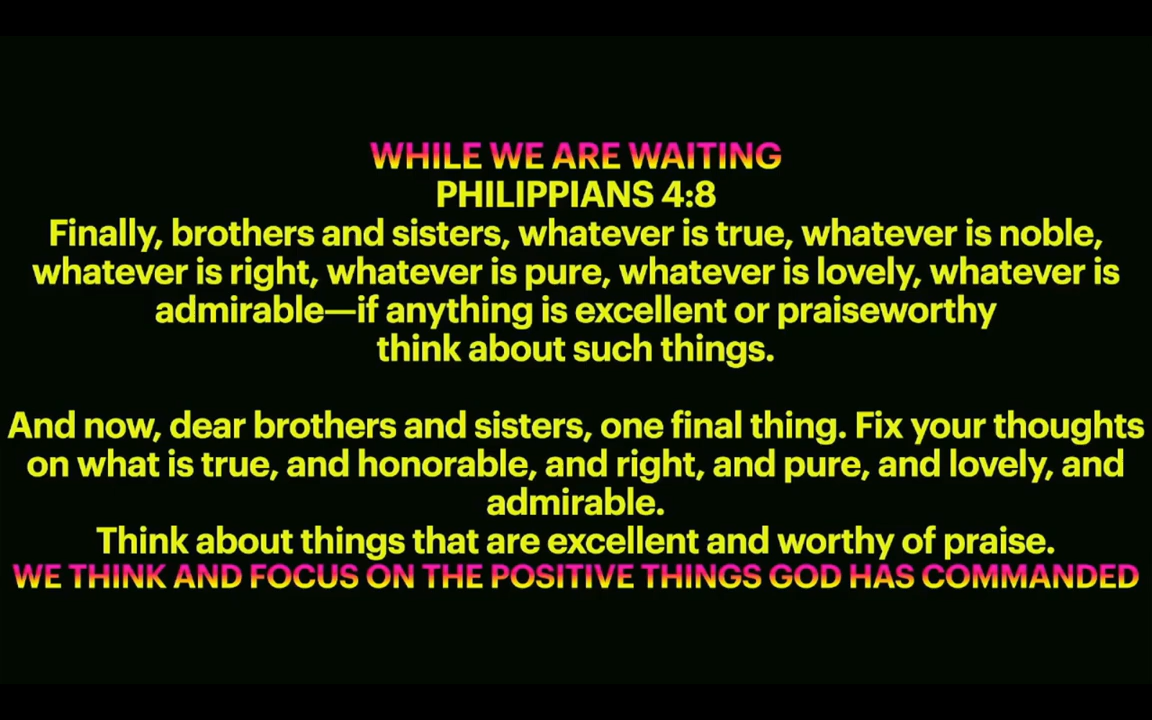 WHILE WE ARE WAITING
PHILIPPIANS 4:8
Finally, brothers and sisters, whatever is true, whatever is noble,
whatever is right, whatever is pure, whatever is lovely, whatever is
admirable—if anything is excellent or praiseworthy
think about such things.
And now, dear brothers and sisters, one final thing. Fix your thoughts
on what is true, and honorable, and right, and pure, and lovely, and
admirable.
Think about things that are excellent and worthy of praise.
WE THINK AND FOCUS ON THE POSITIVE THINGS GOD HAS COMMANDED